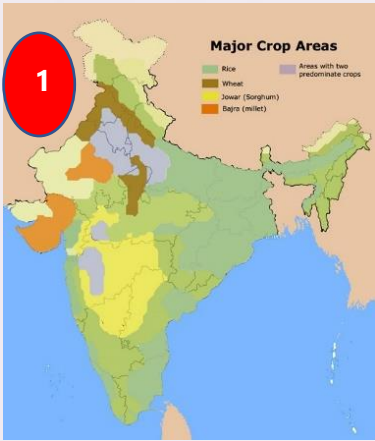 1
Major Crop Areas
Rice
Areas with two
predominate crops
Wheat
Jowar (Sorghum)
Bajra (millet)